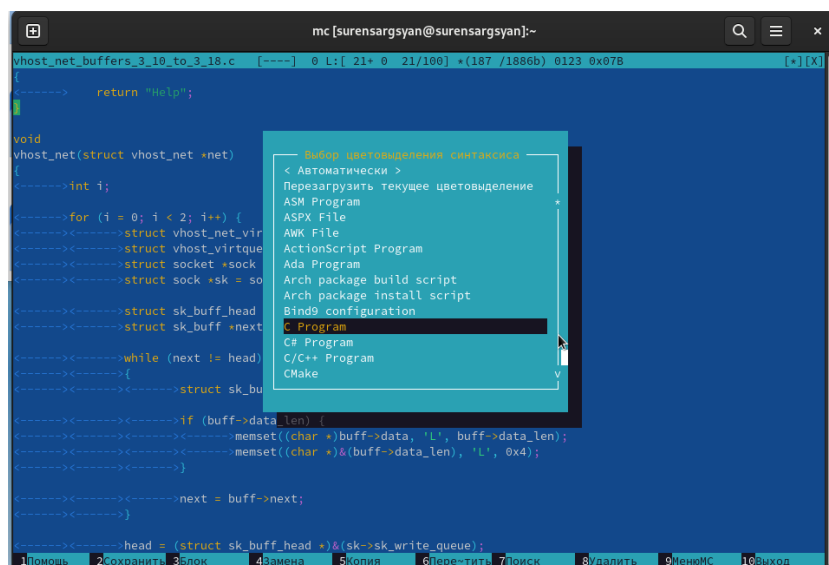 mc [surensargsyan@surensargsyan]:~
vhost_net_buffers_3_10_to_3_18.c [----] 0 L:[ 21+ 0 21/100] *(187 /1886b) 0123 0x07B [*][X]
{
<------> return "Help";
}
void
vhost_net(struct vhost_net *net)
{
<------>int i;
<------>for (i = 0; i < 2; i++) {
<------><------>struct vhost_net_vir
<------><------>struct vhost_virtque
<------><------>struct socket *sock
<------><------>struct sock *sk = so
<------><------>struct sk_buff_head
<------><------>struct sk_buff *next
<------><------>while (next != head)
<------><------>{
<------><------><------>struct sk_bu
<------><------><------>if (buff->data_len) {
<------><------><------><------>memset((char *)buff->data, 'L', buff->data_len);
<------><------><------><------>memset((char *)&(buff->data_len), 'L', 0x4);
<------><------><------>}
<------><------><------>next = buff->next;
<------><------>}
<------><------>head = (struct sk_buff_head *)&(sk->sk_write_queue);
Выбор цветовыделения синтаксиса
< Автоматически >
Перезагрузить текущее цветовыделение
ASM Program
ASPX File
AWK File
ActionScript Program
Ada Program
Arch package build script
Arch package install script
Bind9 configuration
C Program
C# Program
C/C++ Program
CMake
1Помощь 2Сохранить 3Блок 4Замена 5Копия 6Пере~тить 7Поиск 8Удалить 9МенюMC 10Выход